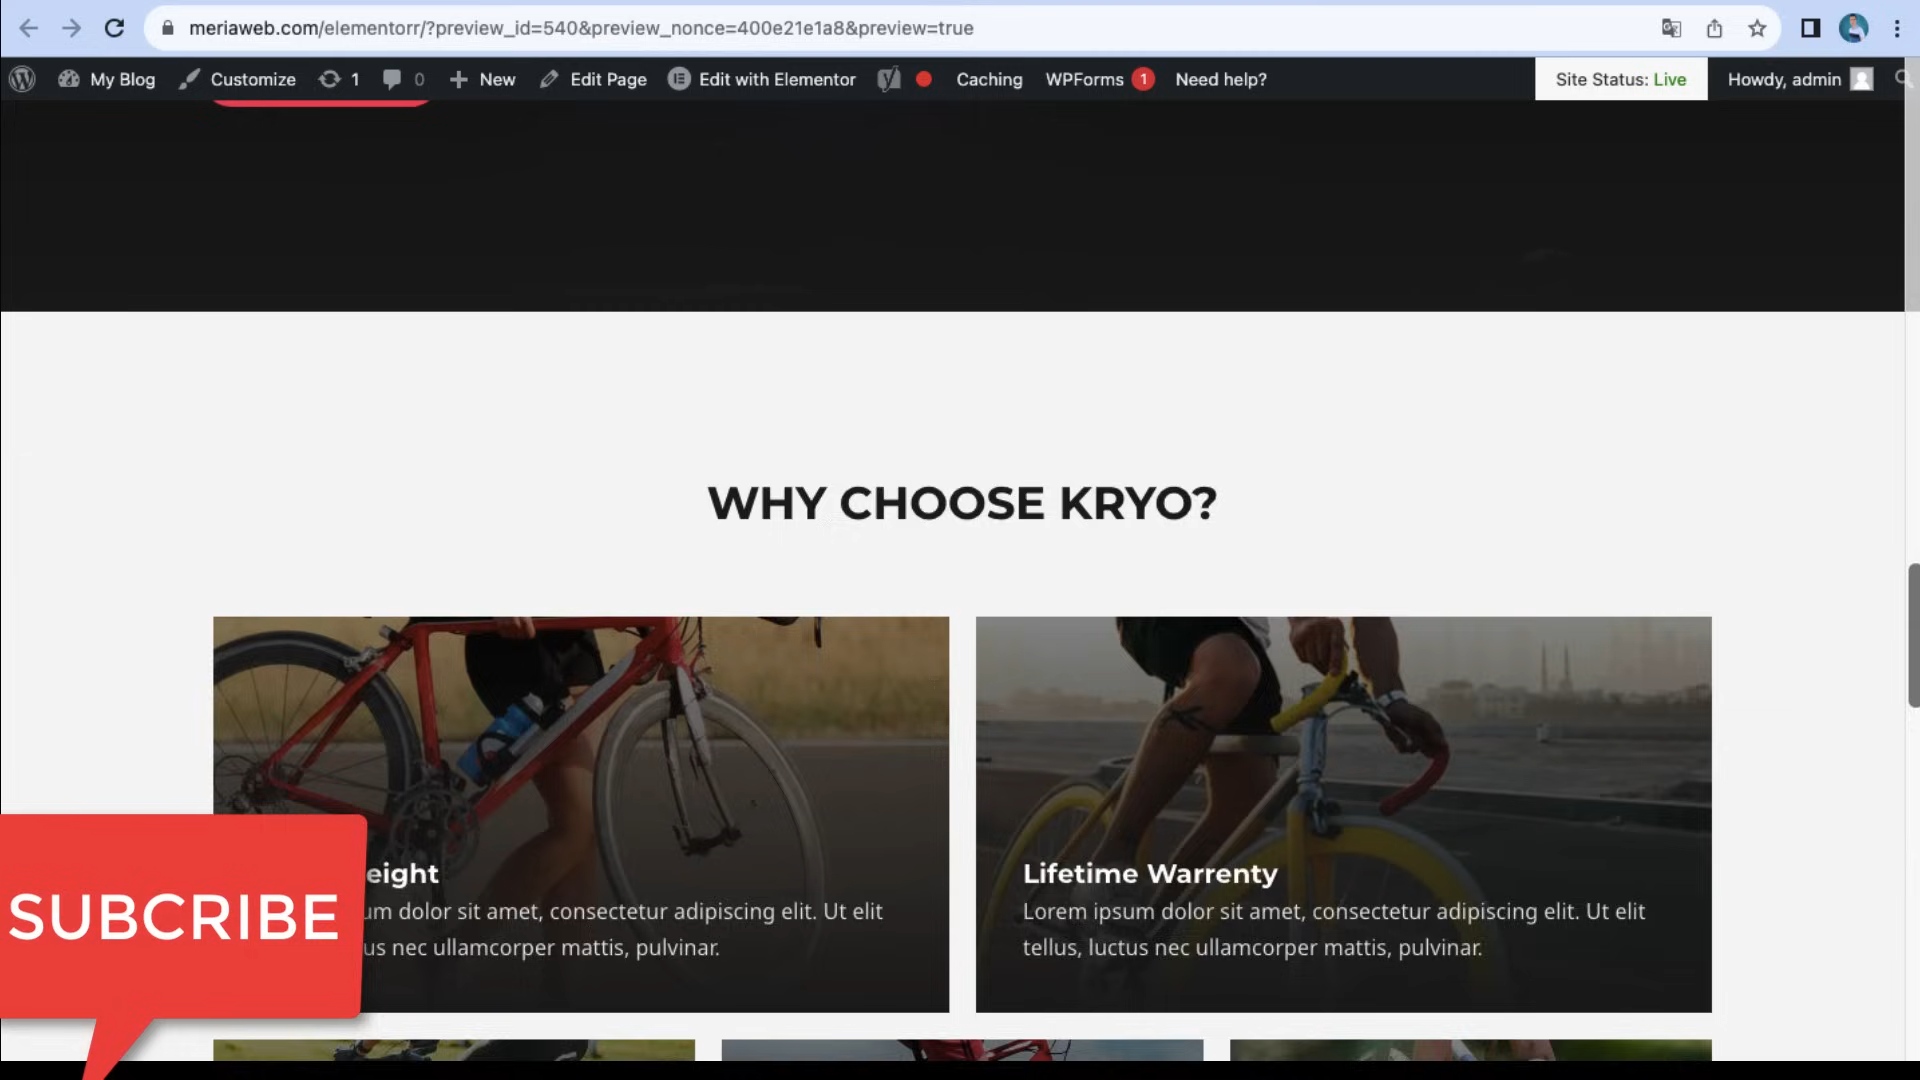 meriaweb.com/elementorr/?preview_id=540&preview_nonce=400e21e1a8&preview=true
My Blog Customize 1 0 New Edit Page Edit with Elementor Caching WPForms 1 Need help? Site Status: Live Howdy, admin
WHY CHOOSE KRYO?
eight
um dolor sit amet, consectetur adipiscing elit. Ut elit
us nec ullamcorper mattis, pulvinar.
Lifetime Warrenty
Lorem ipsum dolor sit amet, consectetur adipiscing elit. Ut elit
tellus, luctus nec ullamcorper mattis, pulvinar.
SUBCRIBE